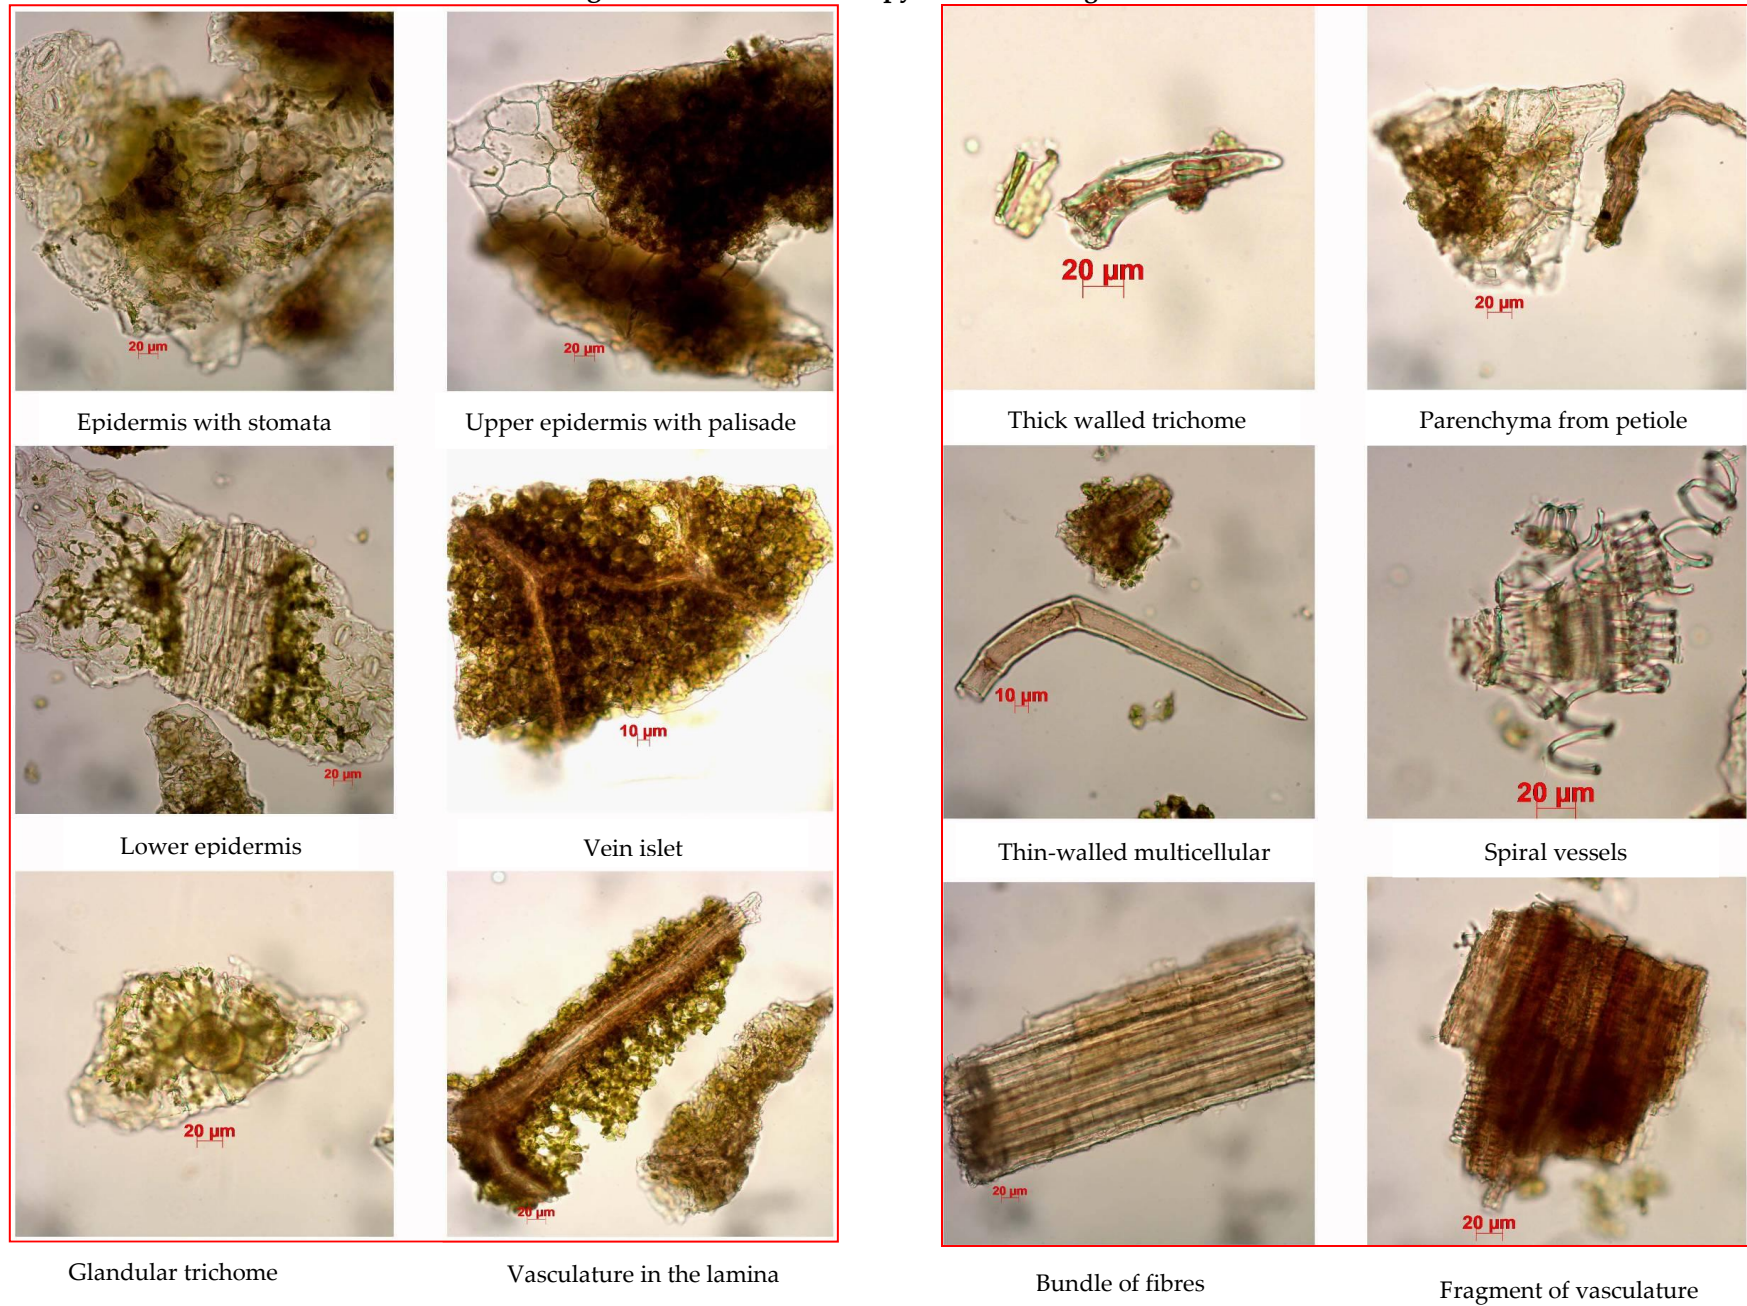 20 µm
20 µm
Epidermis with stomata
Upper epidermis with palisade
20 µm
10 µm
Lower epidermis
Vein islet
20 µm
20 µm
Glandular trichome
Vasculature in the lamina
20 µm
20 µm
Thick walled trichome
Parenchyma from petiole
10 µm
20 µm
Thin-walled multicellular
Spiral vessels
20 µm
20 µm
Bundle of fibres
Fragment of vasculature